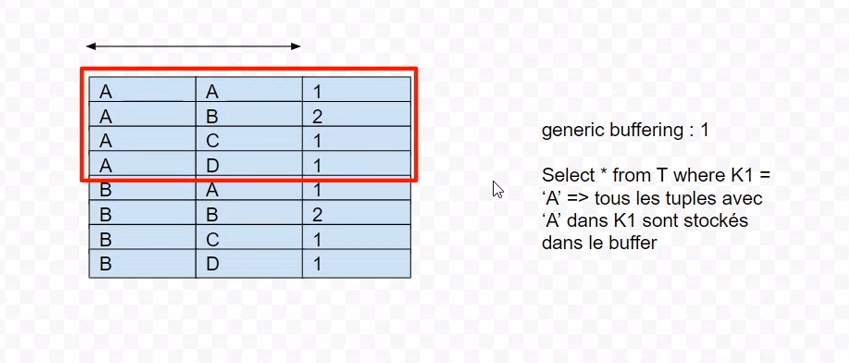 A A 1
A B 2
A C 1
A D 1
B A 1
B B 2
B C 1
B D 1
generic buffering : 1
Select * from T where K1 =
‘A’ => tous les tuples avec
‘A’ dans K1 sont stockés
dans le buffer